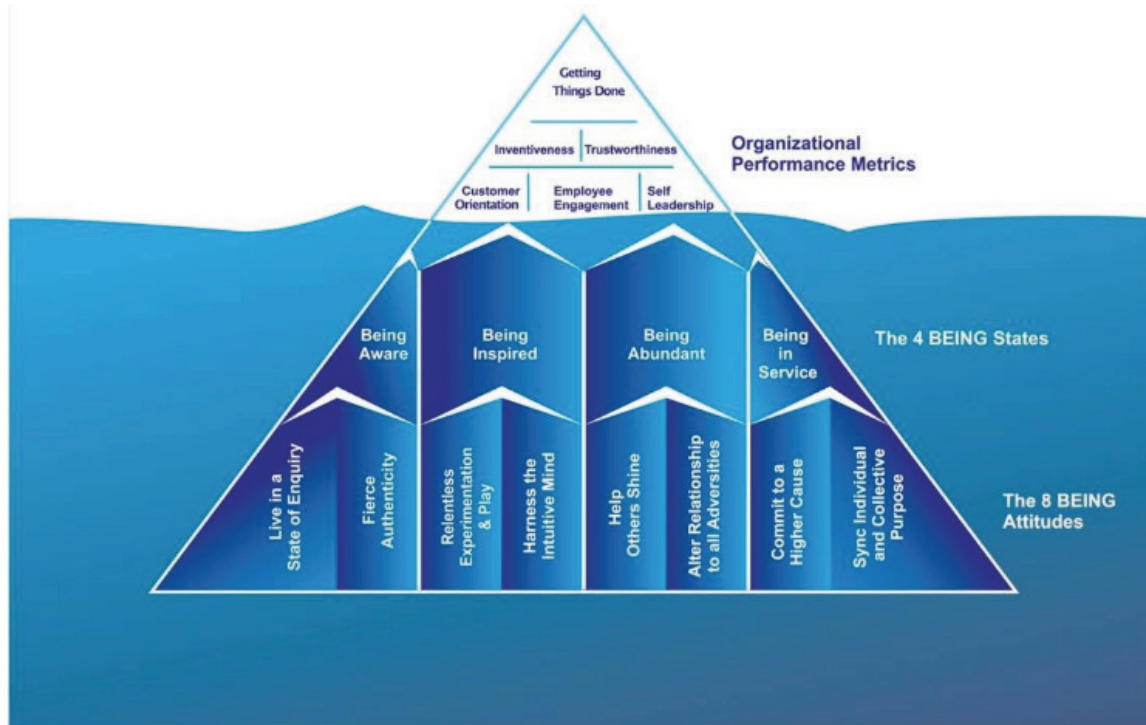 Getting
Things Done
Inventiveness
Trustworthiness
Organizational
Performance Metrics
Customer
Orientation
Employee
Engagement
Self
Leadership
Being
Aware
Being
Inspired
Being
Abundant
Being
in
Service
The 4 BEING States
Live in a
State of Enquiry
Fierce
Authenticity
Relentless
Experimentation
& Play
Harness the
Intuitive Mind
Help
Others Shine
Alter Relationship
to all Adversities
Commit to a
Higher Cause
Sync Individual
and Collective
Purpose
The 8 BEING
Attitudes